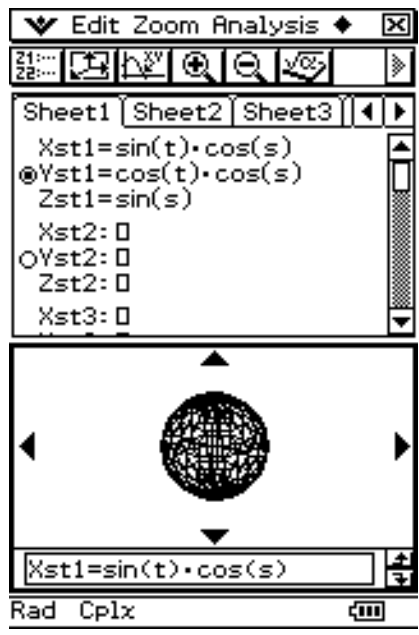 Edit Zoom Analysis ◆
Sheet1 Sheet2 Sheet3
Xst1=sin(t)·cos(s)
Yst1=cos(t)·cos(s)
Zst1=sin(s)
Xst2:□
Yst2:□
Zst2:□
Xst3:□
Xst1=sin(t)·cos(s)
Rad Cplx